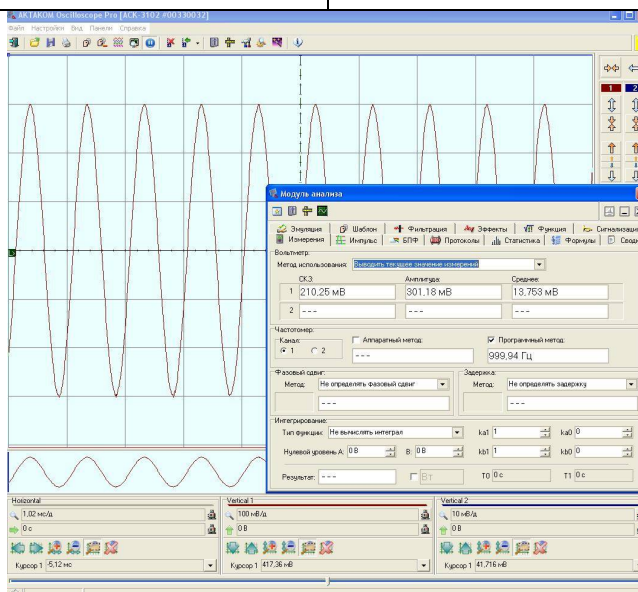 AKTAKOM Oscilloscope Pro [ACK-3102 #00330032]
Файл Настройки Вид Панели Справка
1 2
Модуль анализа
Эмуляция Шаблон Фильтрация Эффекты Функция Сигнализаци
Измерения Импульс БПФ Протоколы Статистика Формулы Сводк
Вольтметр:
Метод использования: Выводить текущее значение измерений
СКЗ: Амплитуда: Среднее:
1 210,25 мВ 301,18 мВ 13,753 мВ
2 --- --- ---
Частотомер:
Канал: Аппаратный метод: Программный метод:
1 2 --- 999,94 Гц
Фазовый сдвиг: Задержка:
Метод: Не определять фазовый сдвиг Метод: Не определять задержку
--- ---
Интегрирование:
Тип функции: Не вычислять интеграл ka1 1 ka0 0
Нулевой уровень A: 0 В B: 0 В kb1 1 kb0 0
Результат: --- Вт T0 0 с T1 0 с
Horizontal Vertical 1 Vertical 2
1,02 мс/д 100 мВ/д 10 мВ/д
0 с 0 В 0 В
Курсор 1 -5,12 мс Курсор 1 417,36 мВ Курсор 1 41,716 мВ